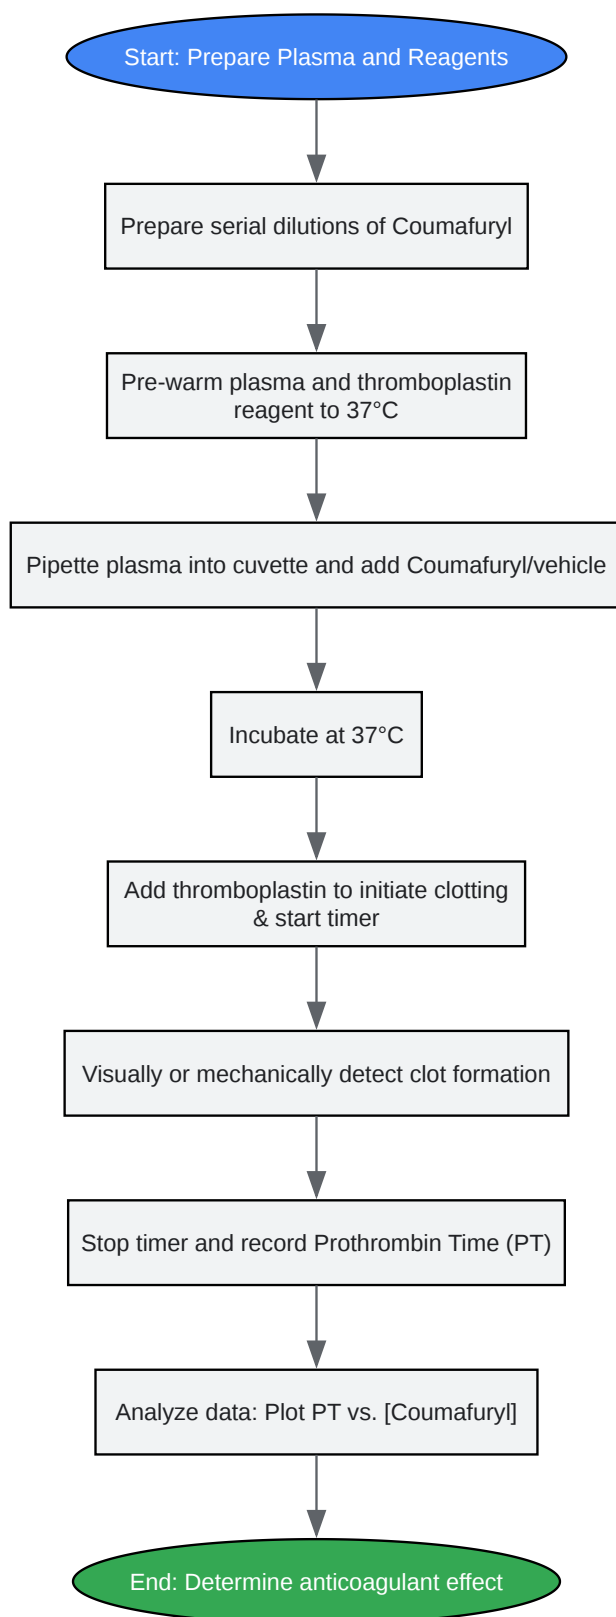 Start: Prepare Plasma and Reagents
Prepare serial dilutions of Coumafuryl
Pre-warm plasma and thromboplastin
reagent to 37°C
Pipette plasma into cuvette and add Coumafuryl/vehicle
Incubate at 37°C
Add thromboplastin to initiate clotting
& start timer
Visually or mechanically detect clot formation
Stop timer and record Prothrombin Time (PT)
Analyze data: Plot PT vs. [Coumafuryl]
End: Determine anticoagulant effect